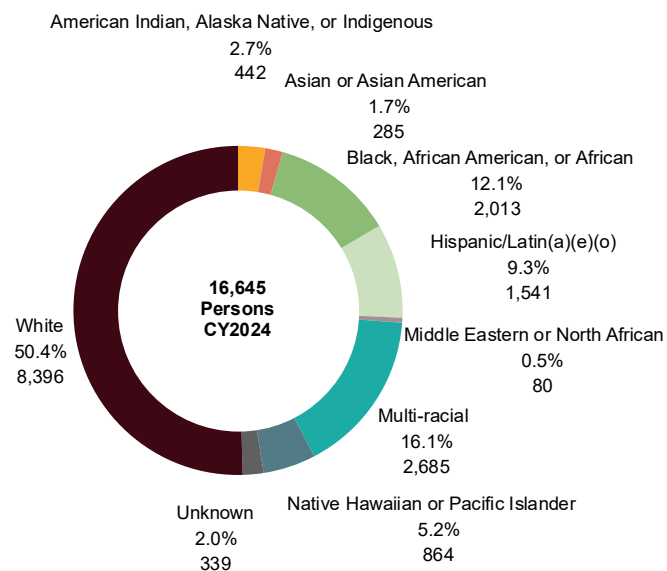 American Indian, Alaska Native, or Indigenous
2.7%
442
Asian or Asian American
1.7%
285
Black, African American, or African
12.1%
2,013
Hispanic/Latin(a)(e)(o)
9.3%
1,541
16,645
Persons
CY2024
Middle Eastern or North African
0.5%
80
White
50.4%
8,396
Multi-racial
16.1%
2,685
Native Hawaiian or Pacific Islander
5.2%
864
Unknown
2.0%
339